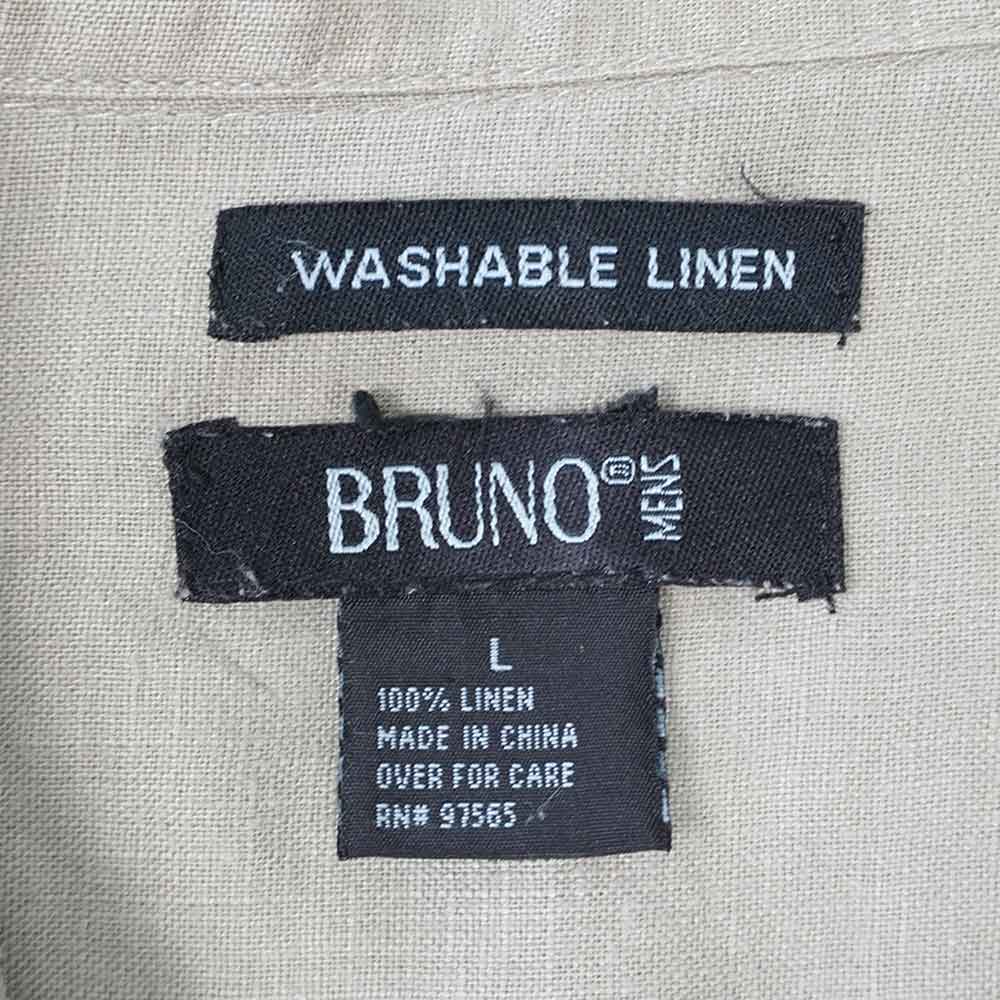 WASHABLE LINEN
BRUNO® MENS
L
100% LINEN
MADE IN CHINA
OVER FOR CARE
RN# 97565